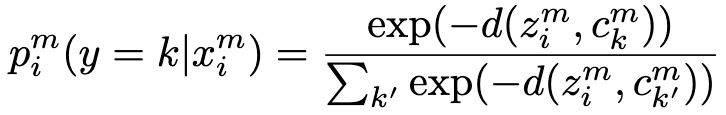 p_i^m(y = k|x_i^m) = \frac{\exp(-d(z_i^m, c_k^m))}{\sum_{k'} \exp(-d(z_i^m, c_{k'}^m))}